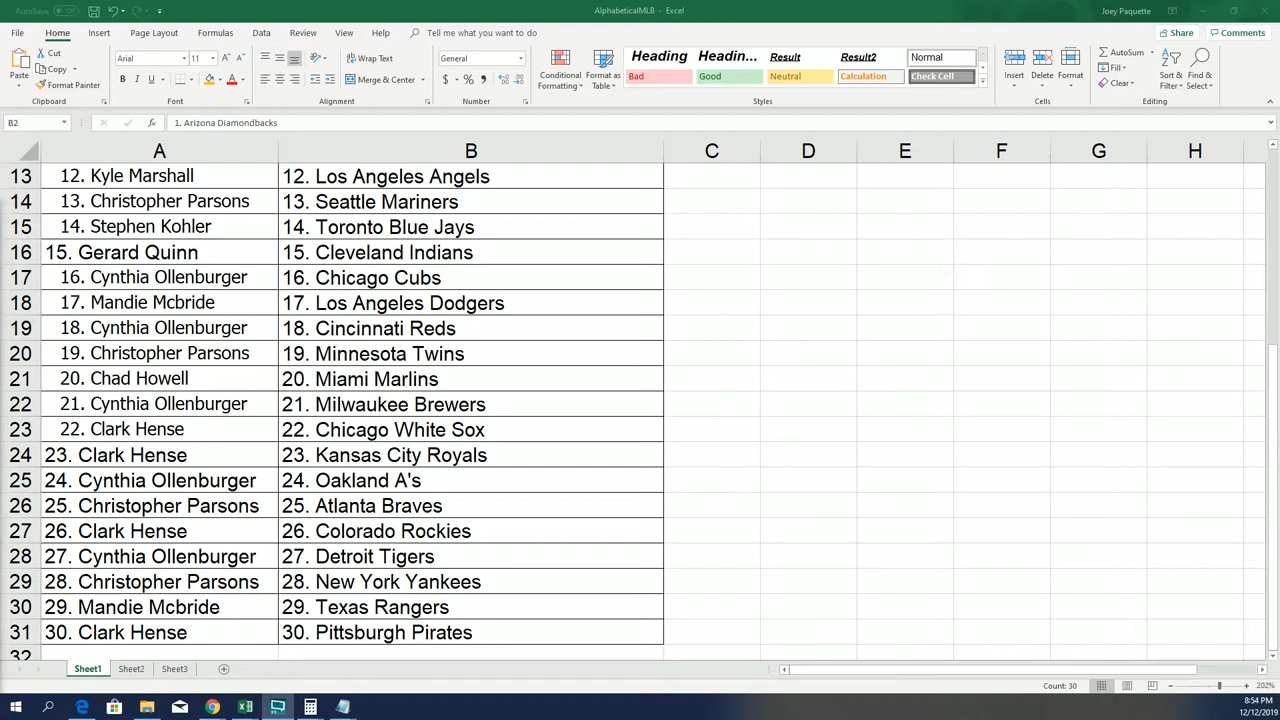 AutoSave Off AlphabeticalMLB - Excel Joey Paquette
File Home Insert Page Layout Formulas Data Review View Help Tell me what you want to do Share Comments
Paste Cut Copy Format Painter Clipboard
Arial 11 B I U Font
Wrap Text Merge & Center Alignment
General $ % Number
Conditional Formatting Format as Table
Heading Headin... Result Result2 Normal
Bad Good Neutral Calculation Check Cell
Styles
Insert Delete Format Cells
AutoSum Fill Clear Sort & Filter Find & Select Editing
B2 fx 1. Arizona Diamondbacks
A B C D E F G H
13 12. Kyle Marshall 12. Los Angeles Angels
14 13. Christopher Parsons 13. Seattle Mariners
15 14. Stephen Kohler 14. Toronto Blue Jays
16 15. Gerard Quinn 15. Cleveland Indians
17 16. Cynthia Ollenburger 16. Chicago Cubs
18 17. Mandie Mcbride 17. Los Angeles Dodgers
19 18. Cynthia Ollenburger 18. Cincinnati Reds
20 19. Christopher Parsons 19. Minnesota Twins
21 20. Chad Howell 20. Miami Marlins
22 21. Cynthia Ollenburger 21. Milwaukee Brewers
23 22. Clark Hense 22. Chicago White Sox
24 23. Clark Hense 23. Kansas City Royals
25 24. Cynthia Ollenburger 24. Oakland A's
26 25. Christopher Parsons 25. Atlanta Braves
27 26. Clark Hense 26. Colorado Rockies
28 27. Cynthia Ollenburger 27. Detroit Tigers
29 28. Christopher Parsons 28. New York Yankees
30 29. Mandie Mcbride 29. Texas Rangers
31 30. Clark Hense 30. Pittsburgh Pirates
32
Sheet1 Sheet2 Sheet3
Count: 30 202%
8:54 PM
12/12/2019